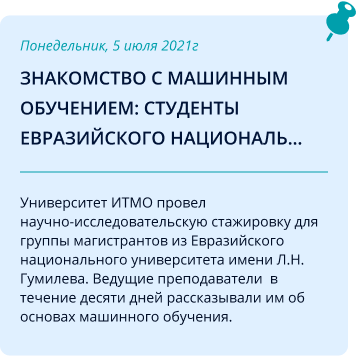 Понедельник, 5 июля 2021г
ЗНАКОМСТВО С МАШИННЫМ
ОБУЧЕНИЕМ: СТУДЕНТЫ
ЕВРАЗИЙСКОГО НАЦИОНАЛЬ...
Университет ИТМО провел
научно-исследовательскую стажировку для
группы магистрантов из Евразийского
национального университета имени Л.Н.
Гумилева. Ведущие преподаватели  в
течение десяти дней рассказывали им об
основах машинного обучения.